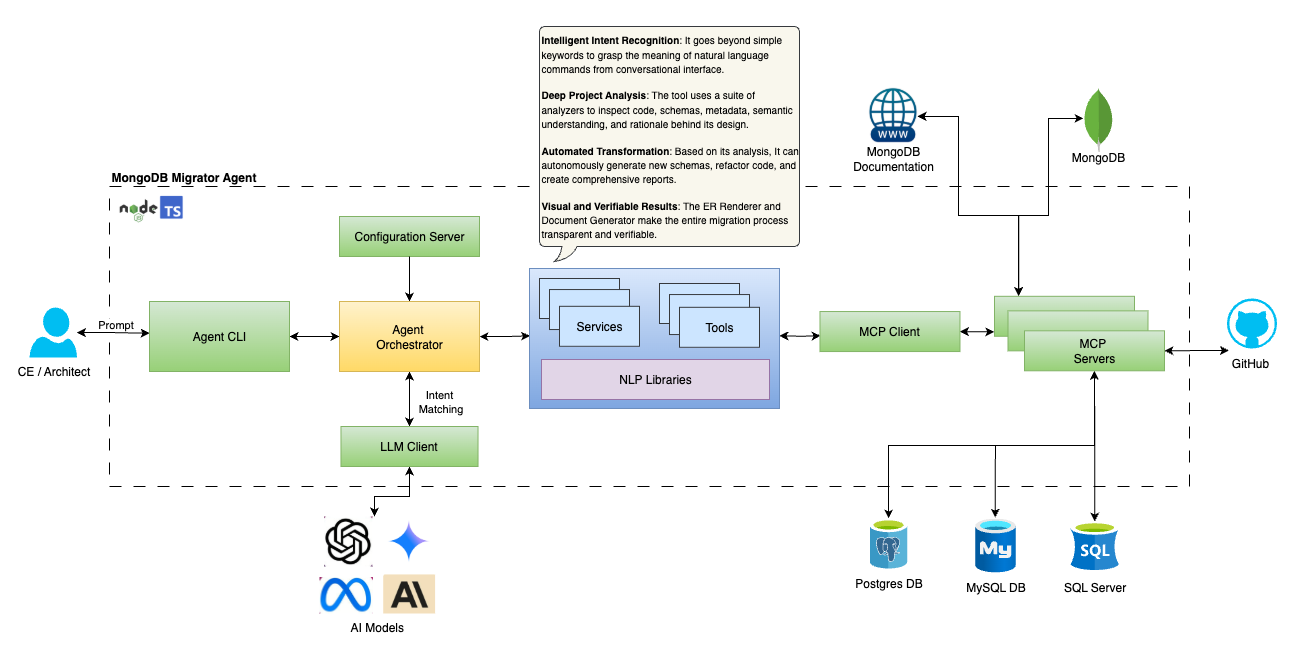 Intelligent Intent Recognition: It goes beyond simple
keywords to grasp the meaning of natural language
commands from conversational interface.
Deep Project Analysis: The tool uses a suite of
analyzers to inspect code, schemas, metadata, semantic
understanding, and rationale behind its design.
Automated Transformation: Based on its analysis, It can
autonomously generate new schemas, refactor code, and
create comprehensive reports.
Visual and Verifiable Results: The ER Renderer and
Document Generator make the entire migration process
transparent and verifiable.
WWW
MongoDB
Documentation
MongoDB
MongoDB Migrator Agent
node
JS
TS
Configuration Server
CE / Architect
Prompt
Agent CLI
Agent
Orchestrator
Services
Tools
NLP Libraries
MCP Client
MCP
Servers
GitHub
Intent
Matching
LLM Client
AI
AI Models
Postgres DB
My
MySQL DB
SQL
SQL Server